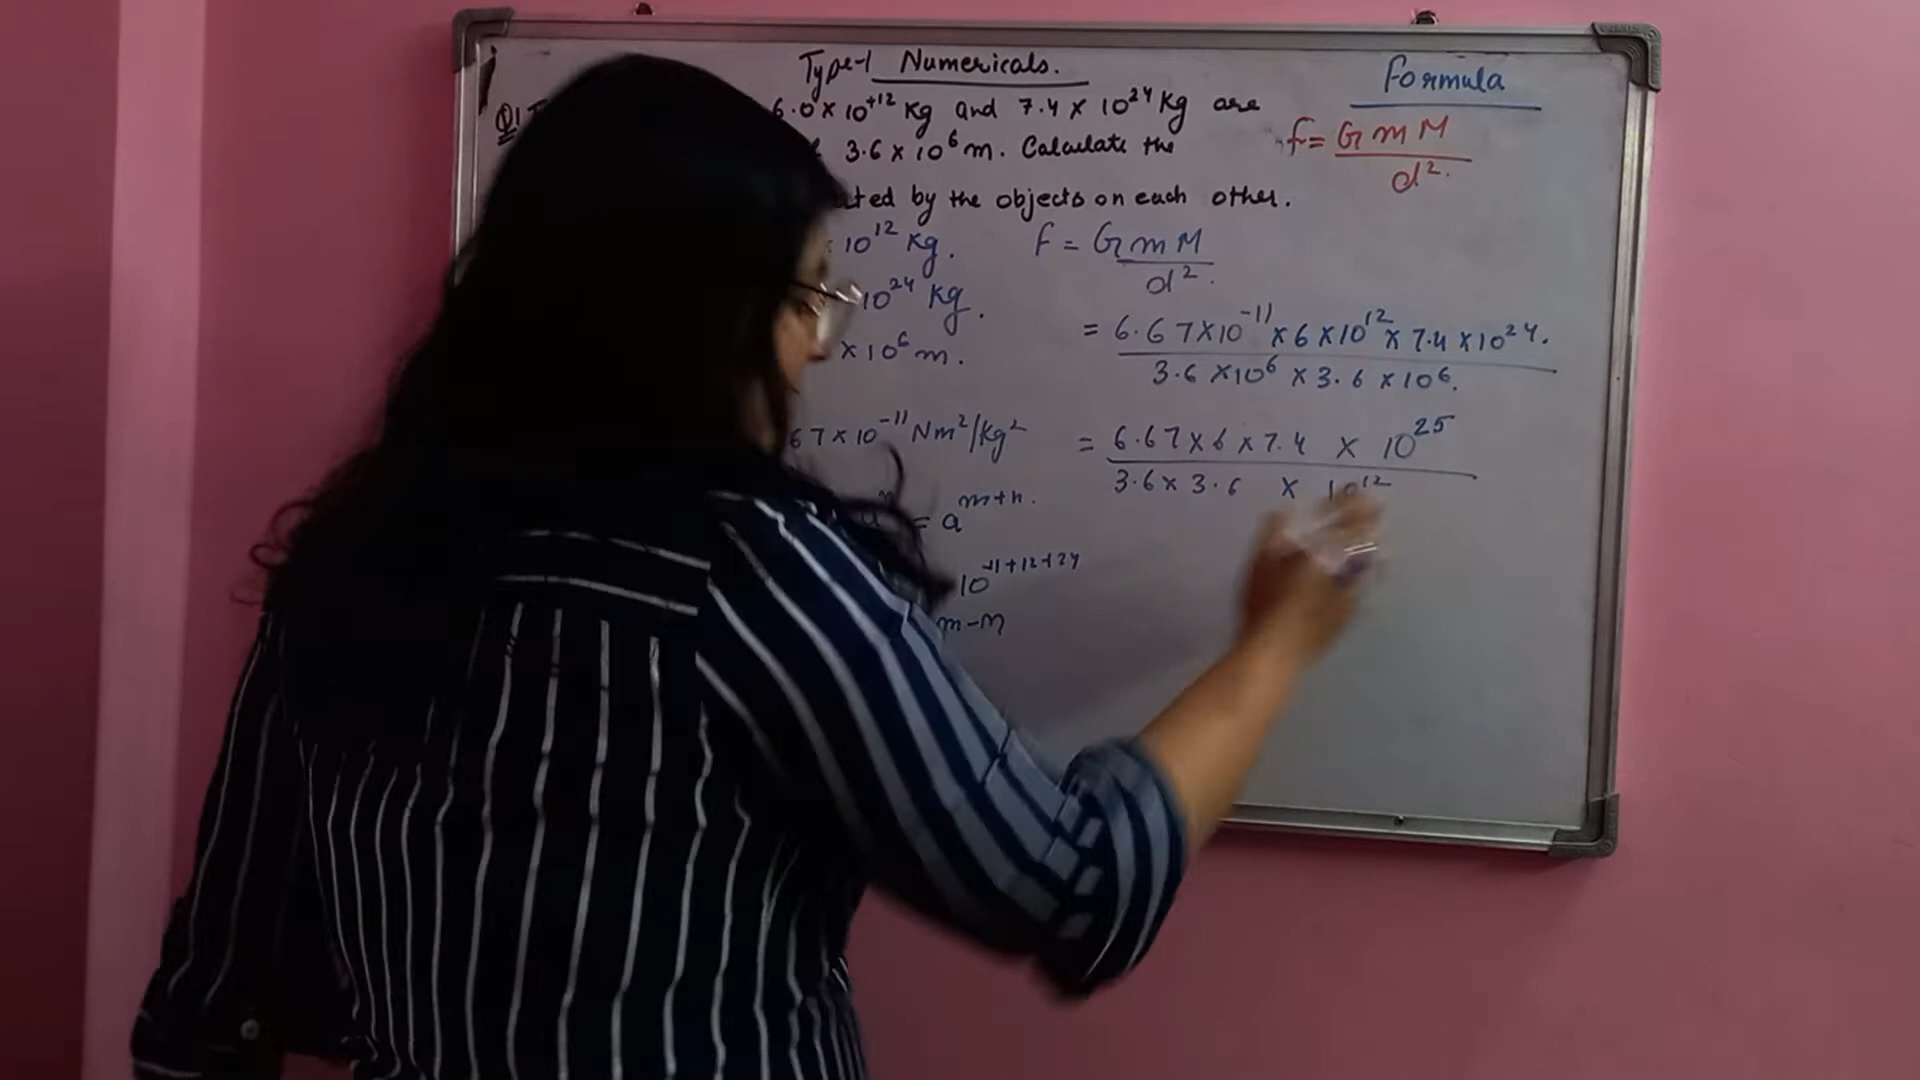 Type-1 Numericals.
Formula
Q1 6.0 × 10⁺¹² Kg and 7.4 × 10²⁴ Kg are
3.6 × 10⁶ m. Calculate the
by the objects on each other.
f = G m M
d².
10¹² Kg.
10²⁴ Kg.
× 10⁶ m.
67 × 10⁻¹¹ Nm²/Kg²
= a^m+n.
10^-11+12+24
m-n
F = G m M
d².
= 6.67 × 10⁻¹¹ × 6 × 10¹² × 7.4 × 10²⁴.
3.6 × 10⁶ × 3.6 × 10⁶.
= 6.67 × 6 × 7.4 × 10²⁵
3.6 × 3.6 × 10¹²